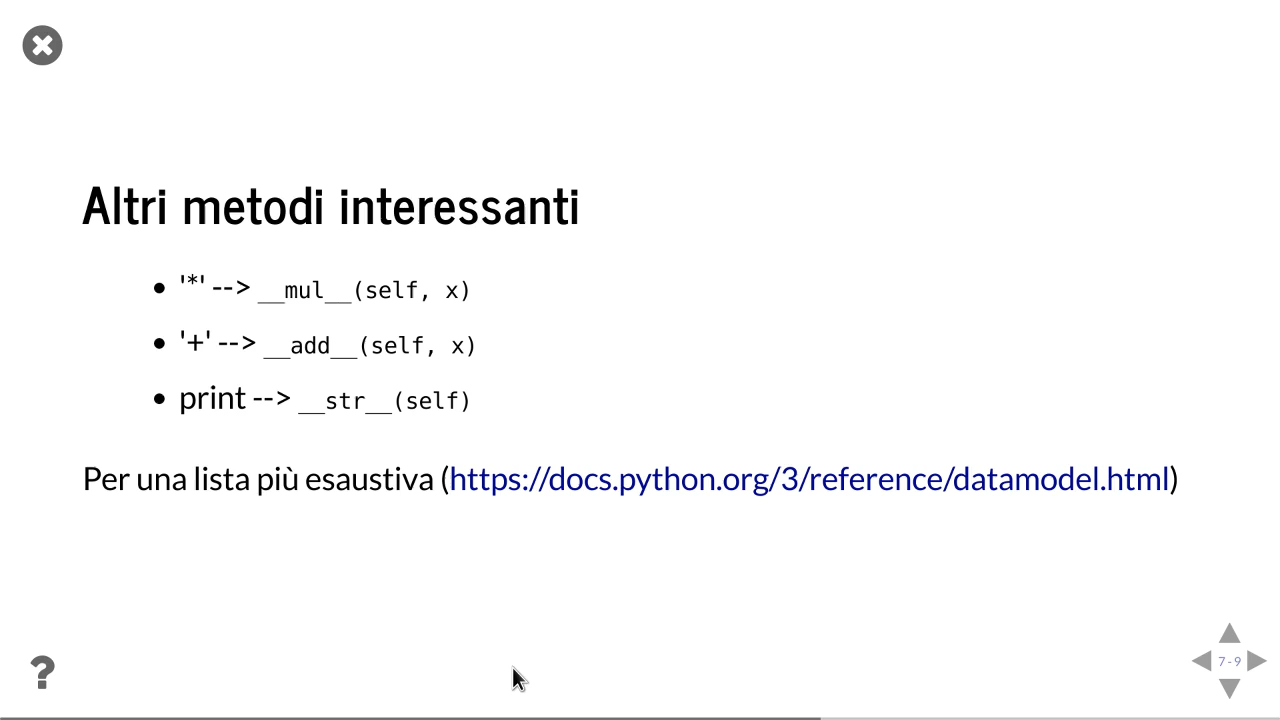 Altri metodi interessanti
'*' --> __mul__(self, x)
'+' --> __add__(self, x)
print --> __str__(self)
Per una lista più esaustiva (https://docs.python.org/3/reference/datamodel.html)
?
7-9